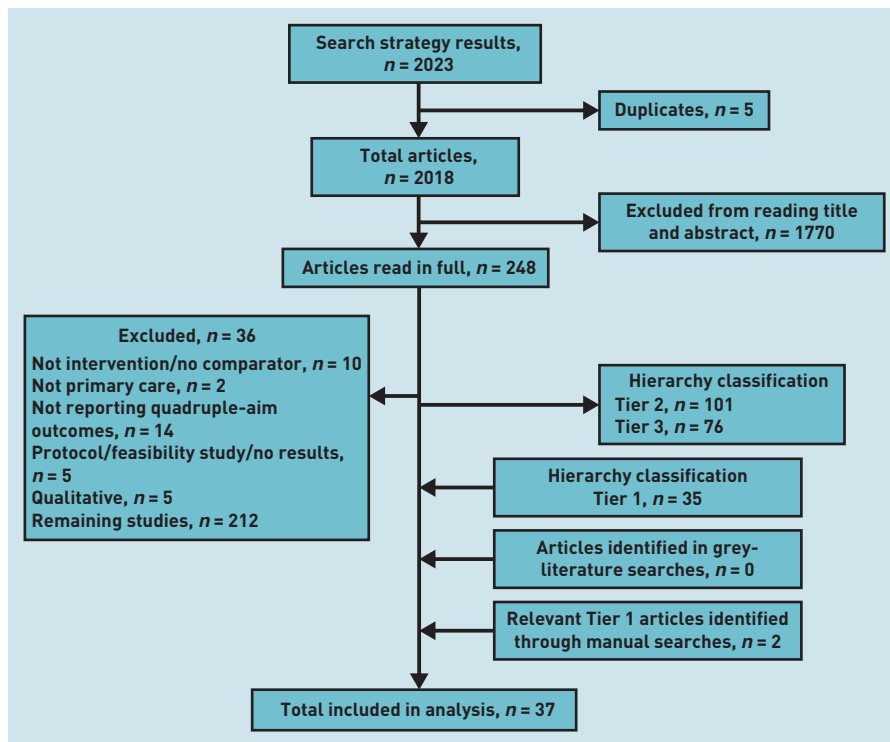 Search strategy results,
n = 2023
Duplicates, n = 5
Total articles,
n = 2018
Excluded from reading title
and abstract, n = 1770
Articles read in full, n = 248
Excluded, n = 36
Not intervention/no comparator, n = 10
Not primary care, n = 2
Not reporting quadruple-aim
outcomes, n = 14
Protocol/feasibility study/no results,
n = 5
Qualitative, n = 5
Remaining studies, n = 212
Hierarchy classification
Tier 2, n = 101
Tier 3, n = 76
Hierarchy classification
Tier 1, n = 35
Articles identified in grey-
literature searches, n = 0
Relevant Tier 1 articles identified
through manual searches, n = 2
Total included in analysis, n = 37